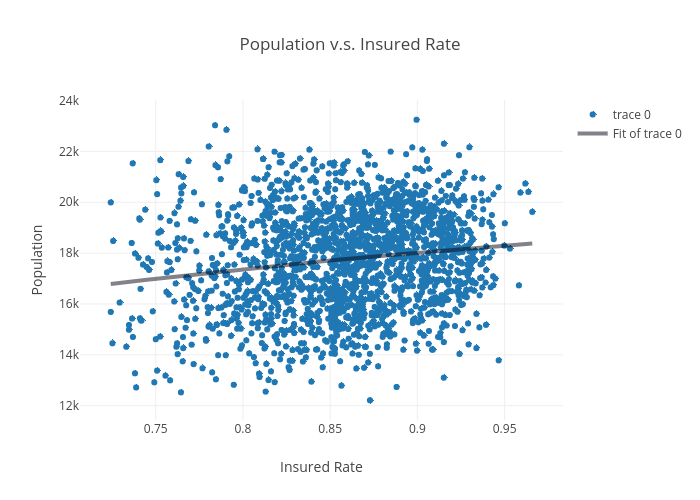 Population v.s. Insured Rate
trace 0
Fit of trace 0
Population
24k
22k
20k
18k
16k
14k
12k
0.75
0.8
0.85
0.9
0.95
Insured Rate